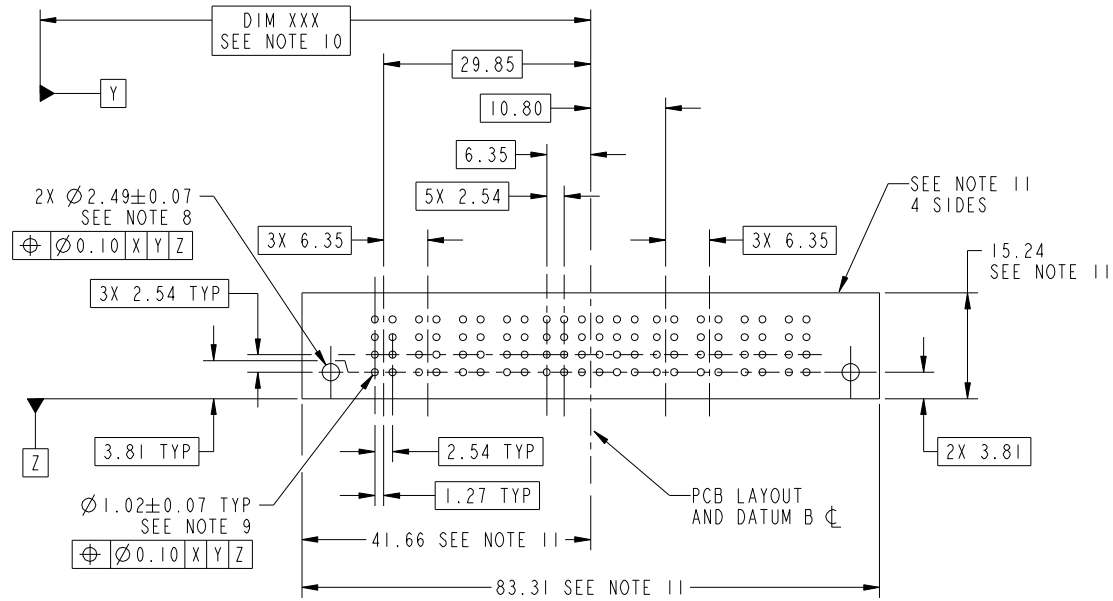 DIM XXX
SEE NOTE 10
29.85
Y
10.80
6.35
2X Ø2.49±0.07
SEE NOTE 8
⌖ Ø0.10 X Y Z
5X 2.54
SEE NOTE 11
4 SIDES
3X 6.35
3X 6.35
15.24
SEE NOTE 11
3X 2.54 TYP
Z
3.81 TYP
2.54 TYP
2X 3.81
1.27 TYP
Ø1.02±0.07 TYP
SEE NOTE 9
⌖ Ø0.10 X Y Z
PCB LAYOUT
AND DATUM B ℄
41.66 SEE NOTE 11
83.31 SEE NOTE 11